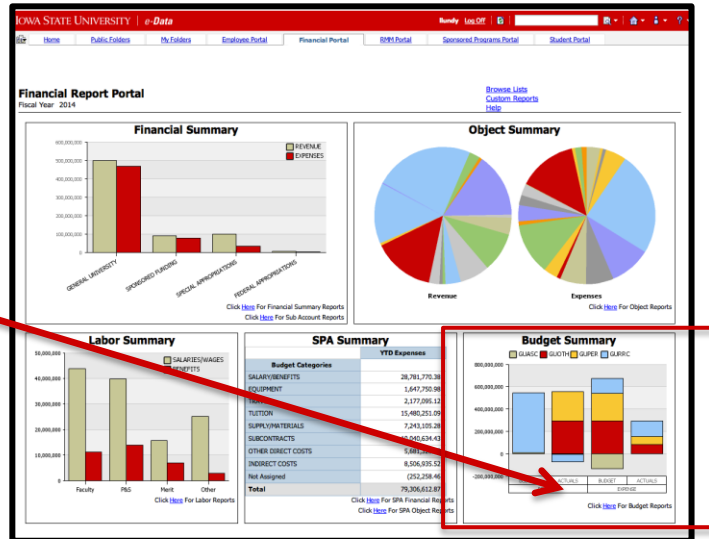 IOWA STATE UNIVERSITY | e-Data
Rundy Log Off
Home Public Folders My Folders Employee Portal Financial Portal RMM Portal Sponsored Programs Portal Student Portal
Financial Report Portal
Fiscal Year 2014
Browse Lists
Custom Reports
Help
Financial Summary
REVENUE
EXPENSES
600,000,000
500,000,000
400,000,000
300,000,000
200,000,000
100,000,000
0
GENERAL UNIVERSITY
SPONSORED FUNDING
SPECIAL APPROPRIATIONS
FEDERAL APPROPRIATIONS
Click Here For Financial Summary Reports
Click Here For Sub Account Reports
Object Summary
Revenue Expenses
Click Here For Object Reports
Labor Summary
SALARIES/WAGES
BENEFITS
50,000,000
40,000,000
30,000,000
20,000,000
10,000,000
0
Faculty P&S Merit Other
Click Here For Labor Reports
SPA Summary
YTD Expenses
Budget Categories
SALARY/BENEFITS 28,781,770.38
EQUIPMENT 1,647,750.98
2,177,095.12
TUITION 15,480,251.09
SUPPLY/MATERIALS 7,243,105.28
SUBCONTRACTS 10,040,634.43
OTHER DIRECT COSTS
INDIRECT COSTS 8,506,935.52
Not Assigned (252,258.46)
Total 79,306,612.87
Click Here For SPA Financial Reports
Click Here For SPA Object Reports
Budget Summary
GUASC GUOTH GUPER GURRC
800,000,000
600,000,000
400,000,000
200,000,000
0
-200,000,000
ACTUALS BUDGET ACTUALS
EXPENSE
Click Here For Budget Reports